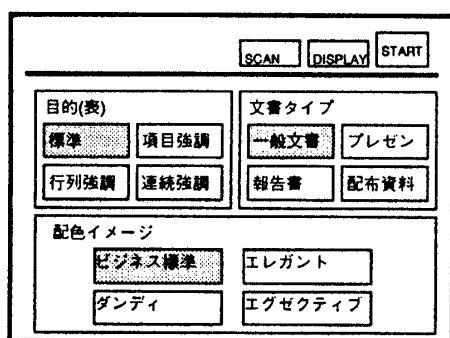 SCAN DISPLAY START
目的(表)
標準 項目強調
行列強調 連続強調
文書タイプ
一般文書 プレゼン
報告書 配布資料
配色イメージ
ビジネス標準 エレガント
ダンディ エグゼクティブ